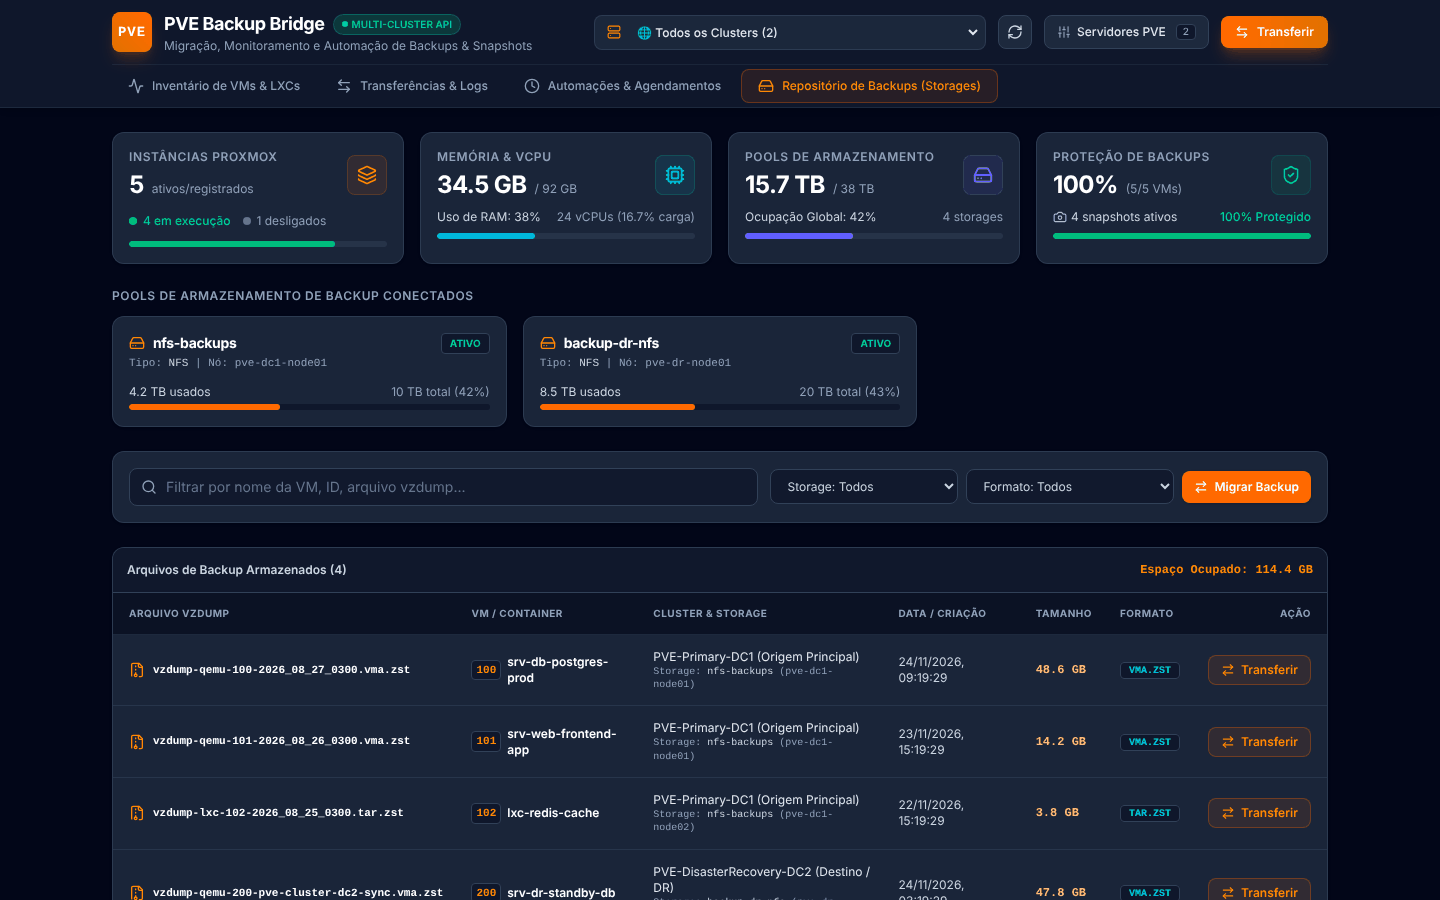 PVE
PVE Backup Bridge
MULTI-CLUSTER API
Migração, Monitoramento e Automação de Backups & Snapshots
🌐 Todos os Clusters (2)
Servidores PVE 2
Transferir
Inventário de VMs & LXCs
Transferências & Logs
Automações & Agendamentos
Repositório de Backups (Storages)
INSTÂNCIAS PROXMOX
5 ativos/registrados
4 em execução 1 desligados
MEMÓRIA & VCPU
34.5 GB / 92 GB
Uso de RAM: 38% 24 vCPUs (16.7% carga)
POOLS DE ARMAZENAMENTO
15.7 TB / 38 TB
Ocupação Global: 42% 4 storages
PROTEÇÃO DE BACKUPS
100% (5/5 VMs)
4 snapshots ativos 100% Protegido
POOLS DE ARMAZENAMENTO DE BACKUP CONECTADOS
nfs-backups ATIVO
Tipo: NFS | Nó: pve-dc1-node01
4.2 TB usados 10 TB total (42%)
backup-dr-nfs ATIVO
Tipo: NFS | Nó: pve-dr-node01
8.5 TB usados 20 TB total (43%)
Filtrar por nome da VM, ID, arquivo vzdump...
Storage: Todos
Formato: Todos
Migrar Backup
Arquivos de Backup Armazenados (4)
Espaço Ocupado: 114.4 GB
ARQUIVO VZDUMP VM / CONTAINER CLUSTER & STORAGE DATA / CRIAÇÃO TAMANHO FORMATO AÇÃO
vzdump-qemu-100-2026_08_27_0300.vma.zst
100 srv-db-postgres-
prod
PVE-Primary-DC1 (Origem Principal)
Storage: nfs-backups (pve-dc1-
node01)
24/11/2026,
09:19:29
48.6 GB
VMA.ZST
Transferir
vzdump-qemu-101-2026_08_26_0300.vma.zst
101 srv-web-frontend-
app
PVE-Primary-DC1 (Origem Principal)
Storage: nfs-backups (pve-dc1-
node01)
23/11/2026,
15:19:29
14.2 GB
VMA.ZST
Transferir
vzdump-lxc-102-2026_08_25_0300.tar.zst
102 lxc-redis-cache
PVE-Primary-DC1 (Origem Principal)
Storage: nfs-backups (pve-dc1-
node02)
22/11/2026,
15:19:29
3.8 GB
TAR.ZST
Transferir
vzdump-qemu-200-pve-cluster-dc2-sync.vma.zst
200 srv-dr-standby-db
PVE-DisasterRecovery-DC2 (Destino /
DR)
24/11/2026,
47.8 GB
VMA.ZST
Transferir